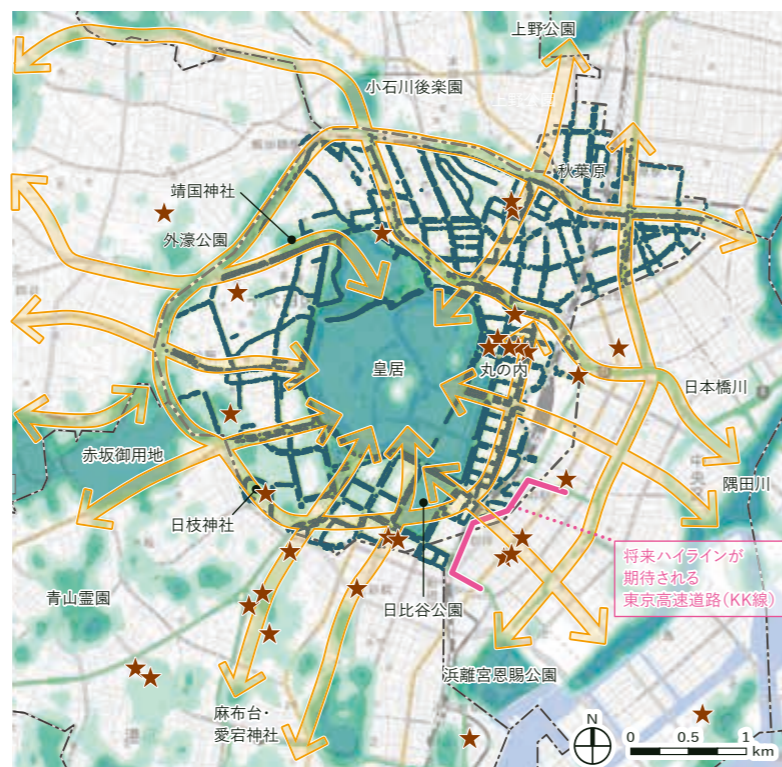 上野公園
小石川後楽園
秋葉原
靖国神社
外濠公園
皇居
丸の内
日本橋川
赤坂御用地
隅田川
日枝神社
将来ハイラインが
期待される
東京高速道路(KK線)
青山霊園
日比谷公園
浜離宮恩賜公園
麻布台・
愛宕神社
N
0 0.5 1
km